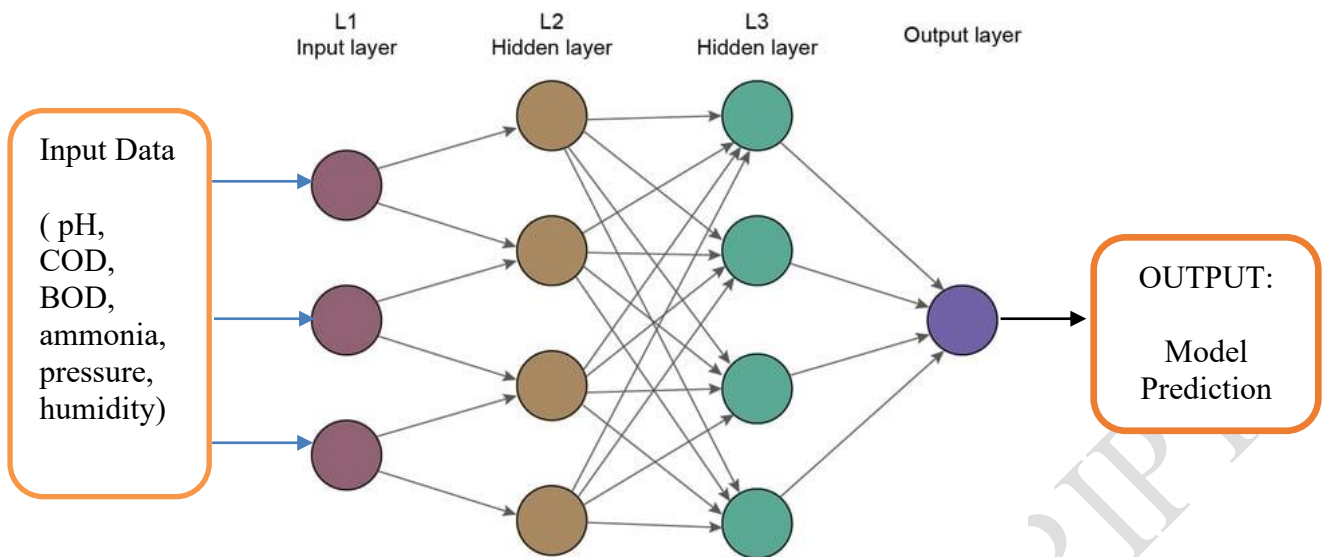 L1
Input layer
L2
Hidden layer
L3
Hidden layer
Output layer
Input Data
( pH,
COD,
BOD,
ammonia,
pressure,
humidity)
OUTPUT:
Model
Prediction